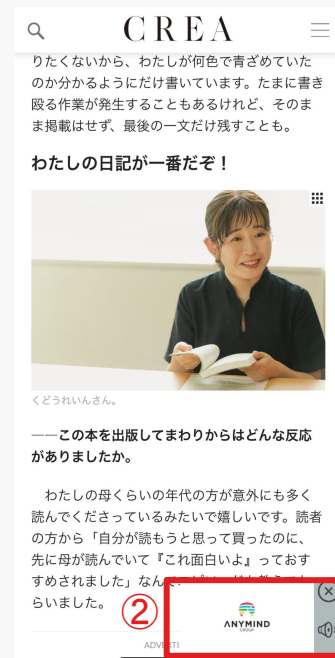 CREA
りたくないから、わたしが何色で青ざめていた
のか分かるようにだけ書いています。たまに書き
殴る作業が発生することもあるけれど、そのま
ま掲載はせず、最後の一文だけ残すことも。
わたしの日記が一番だぞ！
くどうれいんさん。
——この本を出版してまわりからはどんな反応
がありましたか。
わたしの母くらいの年代の方が意外にも多く
読んでくださっているみたいで嬉しいです。読者
の方から「自分が読もうと思って買ったのに、
先に母が読んでいて『これ面白いよ』っておす
すめされました」なんて
らいました。
②
ANYMIND
GROUP
ADVERTI